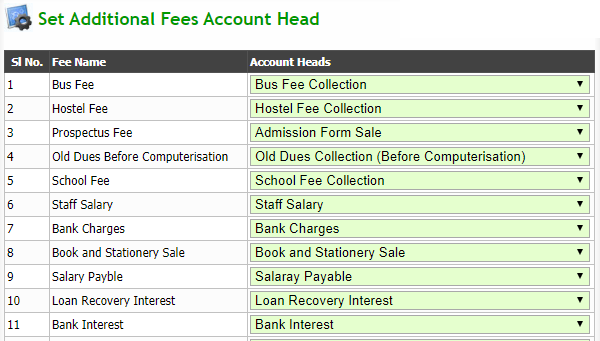 Set Additional Fees Account Head
Sl No. Fee Name Account Heads
1 Bus Fee Bus Fee Collection
2 Hostel Fee Hostel Fee Collection
3 Prospectus Fee Admission Form Sale
4 Old Dues Before Computerisation Old Dues Collection (Before Computerisation)
5 School Fee School Fee Collection
6 Staff Salary Staff Salary
7 Bank Charges Bank Charges
8 Book and Stationery Sale Book and Stationery Sale
9 Salary Payble Salaray Payable
10 Loan Recovery Interest Loan Recovery Interest
11 Bank Interest Bank Interest